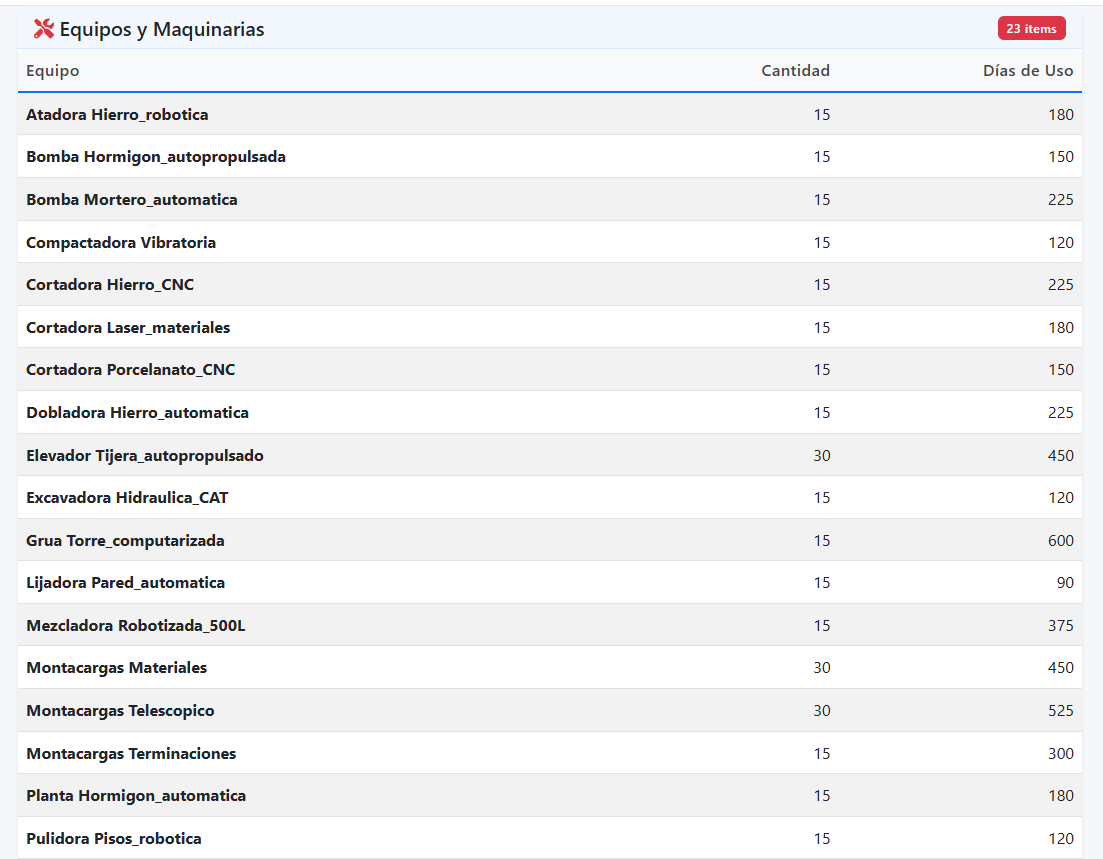 Equipos y Maquinarias 23 items
Equipo Cantidad Días de Uso
Atadora Hierro_robotica 15 180
Bomba Hormigon_autopropulsada 15 150
Bomba Mortero_automatica 15 225
Compactadora Vibratoria 15 120
Cortadora Hierro_CNC 15 225
Cortadora Laser_materiales 15 180
Cortadora Porcelanato_CNC 15 150
Dobladora Hierro_automatica 15 225
Elevador Tijera_autopropulsado 30 450
Excavadora Hidraulica_CAT 15 120
Grua Torre_computarizada 15 600
Lijadora Pared_automatica 15 90
Mezcladora Robotizada_500L 15 375
Montacargas Materiales 30 450
Montacargas Telescopico 30 525
Montacargas Terminaciones 15 300
Planta Hormigon_automatica 15 180
Pulidora Pisos_robotica 15 120